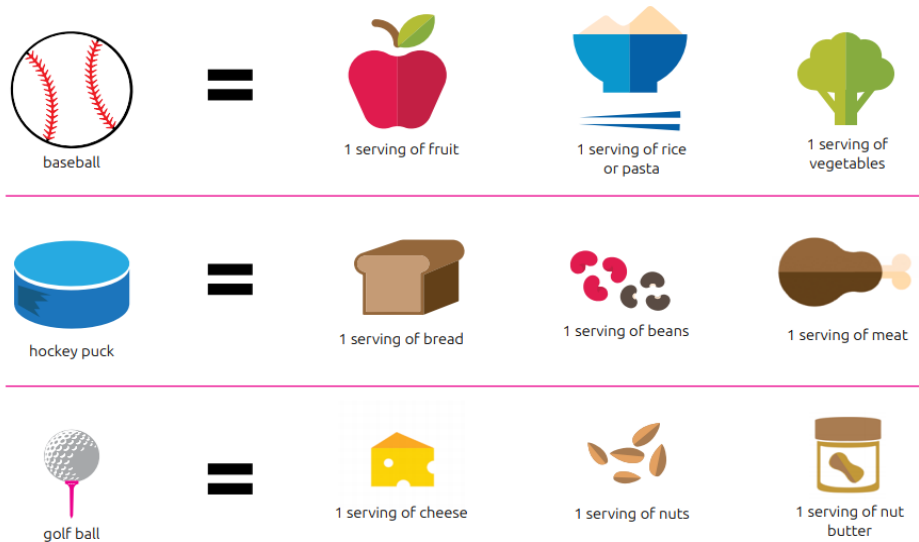 baseball
1 serving of fruit
1 serving of rice
or pasta
1 serving of
vegetables
hockey puck
1 serving of bread
1 serving of beans
1 serving of meat
golf ball
1 serving of cheese
1 serving of nuts
1 serving of nut
butter